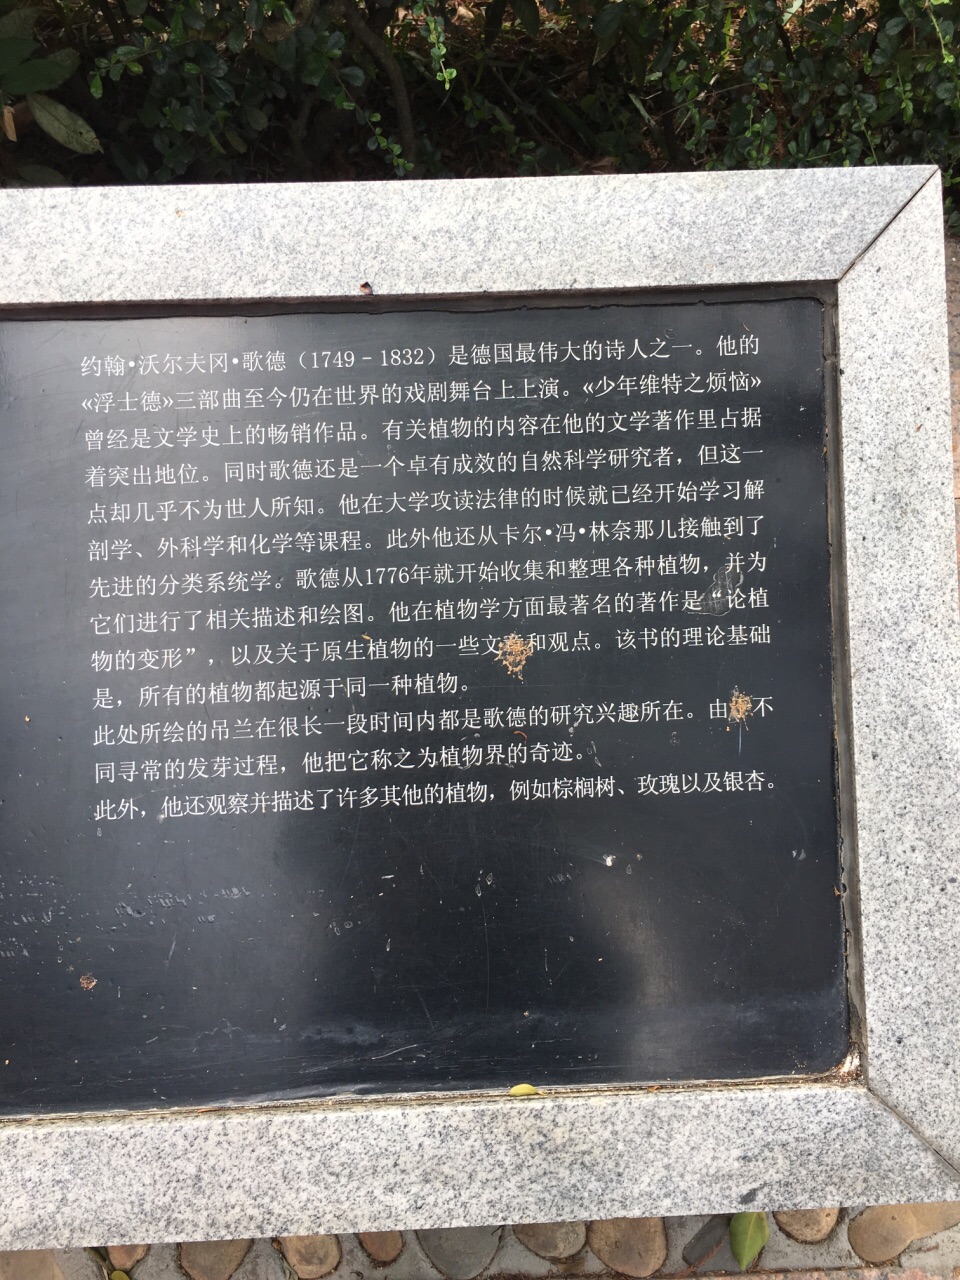 约翰•沃尔夫冈•歌德（1749－1832）是德国最伟大的诗人之一。他的
«浮士德»三部曲至今仍在世界的戏剧舞台上上演。«少年维特之烦恼»
曾经是文学史上的畅销作品。有关植物的内容在他的文学著作里占据
着突出地位。同时歌德还是一个卓有成效的自然科学研究者，但这一
点却几乎不为世人所知。他在大学攻读法律的时候就已经开始学习解
剖学、外科学和化学等课程。此外他还从卡尔•冯•林奈那儿接触到了
先进的分类系统学。歌德从1776年就开始收集和整理各种植物，并为
它们进行了相关描述和绘图。他在植物学方面最著名的著作是“论植
物的变形”，以及关于原生植物的一些文章和观点。该书的理论基础
是，所有的植物都起源于同一种植物。
此处所绘的吊兰在很长一段时间内都是歌德的研究兴趣所在。由于不
同寻常的发芽过程，他把它称之为植物界的奇迹。
此外，他还观察并描述了许多其他的植物，例如棕榈树、玫瑰以及银杏。